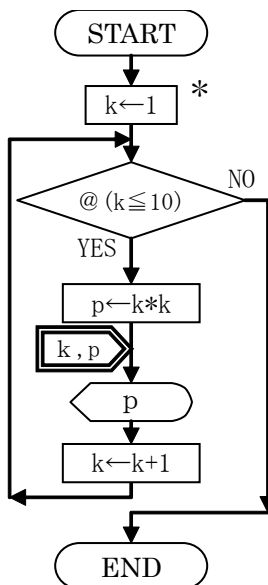 START
k←1
*
@(k≦10)
NO
YES
p←k*k
k,p
p
k←k+1
END